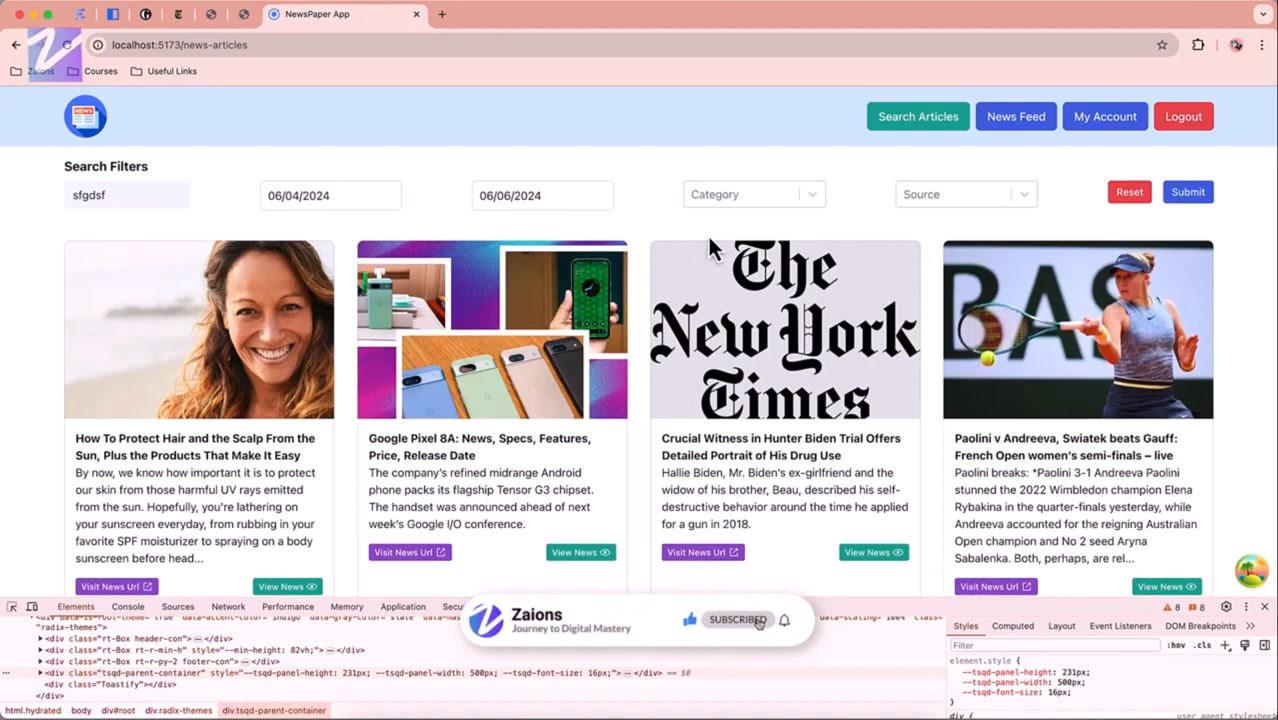 NewsPaper App
localhost:5173/news-articles
Zaions
Courses
Useful Links
NEWS
Search Articles
News Feed
My Account
Logout
Search Filters
sfgdsf
06/04/2024
06/06/2024
Category
Source
Reset
Submit
The
New York
Times
BAS
How To Protect Hair and the Scalp From the
Sun, Plus the Products That Make It Easy
By now, we know how important it is to protect
our skin from those harmful UV rays emitted
from the sun. Hopefully, you're lathering on
your sunscreen everyday, from rubbing in your
favorite SPF moisturizer to spraying on a body
sunscreen before head...
Visit News Url
View News
Google Pixel 8A: News, Specs, Features,
Price, Release Date
The company's refined midrange Android
phone packs its flagship Tensor G3 chipset.
The handset was announced ahead of next
week's Google I/O conference.
Visit News Url
View News
Crucial Witness in Hunter Biden Trial Offers
Detailed Portrait of His Drug Use
Hallie Biden, Mr. Biden's ex-girlfriend and the
widow of his brother, Beau, described his self-
destructive behavior around the time he applied
for a gun in 2018.
Visit News Url
View News
Paolini v Andreeva, Swiatek beats Gauff:
French Open women's semi-finals – live
Paolini breaks: *Paolini 3-1 Andreeva Paolini
stunned the 2022 Wimbledon champion Elena
Rybakina in the quarter-finals yesterday, while
Andreeva accounted for the reigning Australian
Open champion and No 2 seed Aryna
Sabalenka. Both, perhaps, are rel...
Visit News Url
View News
Zaions
Journey to Digital Mastery
SUBSCRIBED
Elements
Console
Sources
Network
Performance
Memory
Application
Secu
8
8
"radix-themes">
<div class="rt-Box header-con">…</div>
<div class="rt-Box rt-r-min-h" style="--min-height: 82vh;">…</div>
<div class="rt-Box rt-r-py-2 footer-con">…</div>
<div class="tsqd-parent-container" style="--tsqd-panel-height: 231px; --tsqd-panel-width: 500px; --tsqd-font-size: 16px;">…</div> == $0
<div class="Toastify"></div>
</div>
html.hydrated
body
div#root
div.radix-themes
div.tsqd-parent-container
Styles
Computed
Layout
Event Listeners
DOM Breakpoints
Filter
:hov
.cls
element.style {
--tsqd-panel-height: 231px;
--tsqd-panel-width: 500px;
--tsqd-font-size: 16px;
}
div {
user agent stylesheet